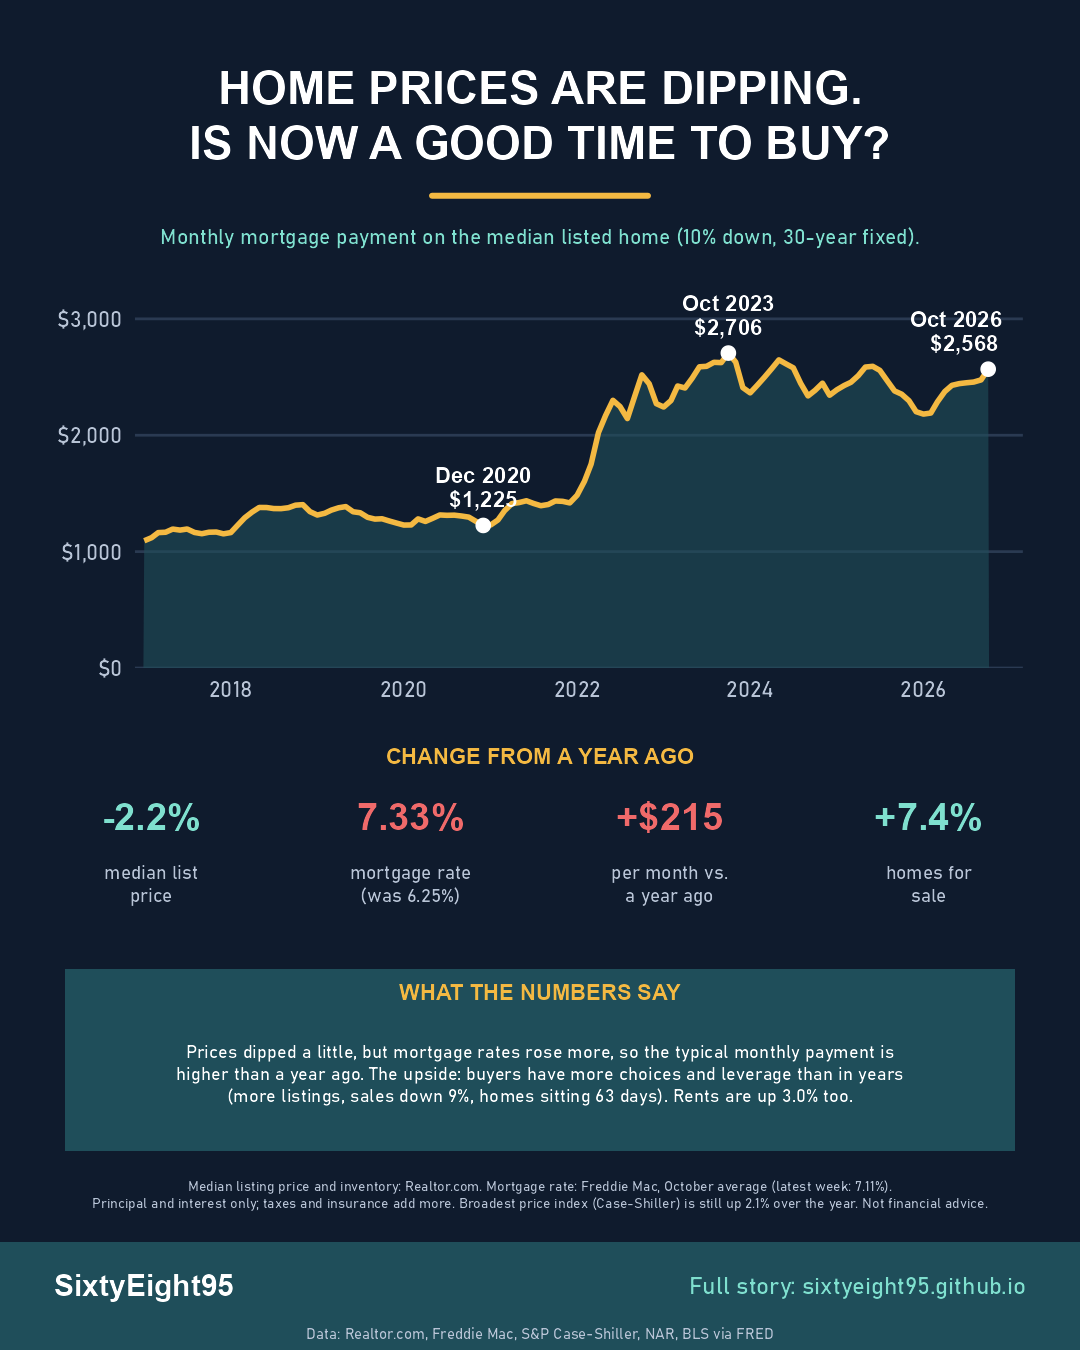 HOME PRICES ARE DIPPING.
IS NOW A GOOD TIME TO BUY?
Monthly mortgage payment on the median listed home (10% down, 30-year fixed).
$3,000
$2,000
$1,000
$0
Dec 2020
$1,225
Oct 2023
$2,706
Oct 2026
$2,568
2018 2020 2022 2024 2026
CHANGE FROM A YEAR AGO
-2.2%
median list
price
7.33%
mortgage rate
(was 6.25%)
+$215
per month vs.
a year ago
+7.4%
homes for
sale
WHAT THE NUMBERS SAY
Prices dipped a little, but mortgage rates rose more, so the typical monthly payment is
higher than a year ago. The upside: buyers have more choices and leverage than in years
(more listings, sales down 9%, homes sitting 63 days). Rents are up 3.0% too.
Median listing price and inventory: Realtor.com. Mortgage rate: Freddie Mac, October average (latest week: 7.11%).
Principal and interest only; taxes and insurance add more. Broadest price index (Case-Shiller) is still up 2.1% over the year. Not financial advice.
SixtyEight95
Full story: sixtyeight95.github.io
Data: Realtor.com, Freddie Mac, S&P Case-Shiller, NAR, BLS via FRED